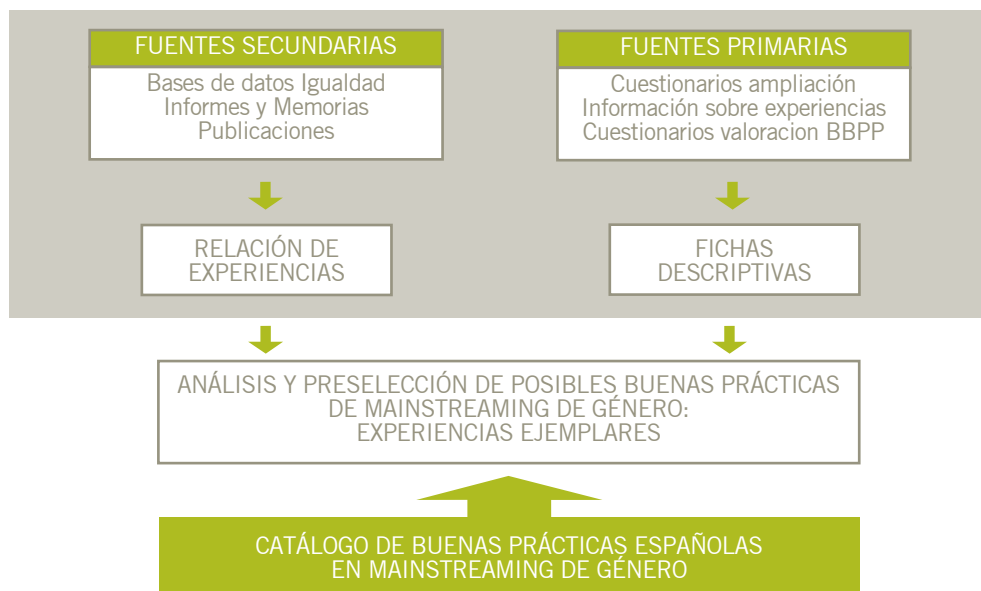 FUENTES SECUNDARIAS
Bases de datos Igualdad
Informes y Memorias
Publicaciones
FUENTES PRIMARIAS
Cuestionarios ampliación
Información sobre experiencias
Cuestionarios valoracion BBPP
RELACIÓN DE
EXPERIENCIAS
FICHAS
DESCRIPTIVAS
ANÁLISIS Y PRESELECCIÓN DE POSIBLES BUENAS PRÁCTICAS
DE MAINSTREAMING DE GÉNERO:
EXPERIENCIAS EJEMPLARES
CATÁLOGO DE BUENAS PRÁCTICAS ESPAÑOLAS
EN MAINSTREAMING DE GÉNERO